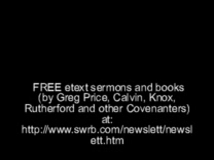 FREE etext sermons and books
(by Greg Price, Calvin, Knox,
Rutherford and other Covenanters)
at:
http://www.swrb.com/newslett/newsl
ett.htm